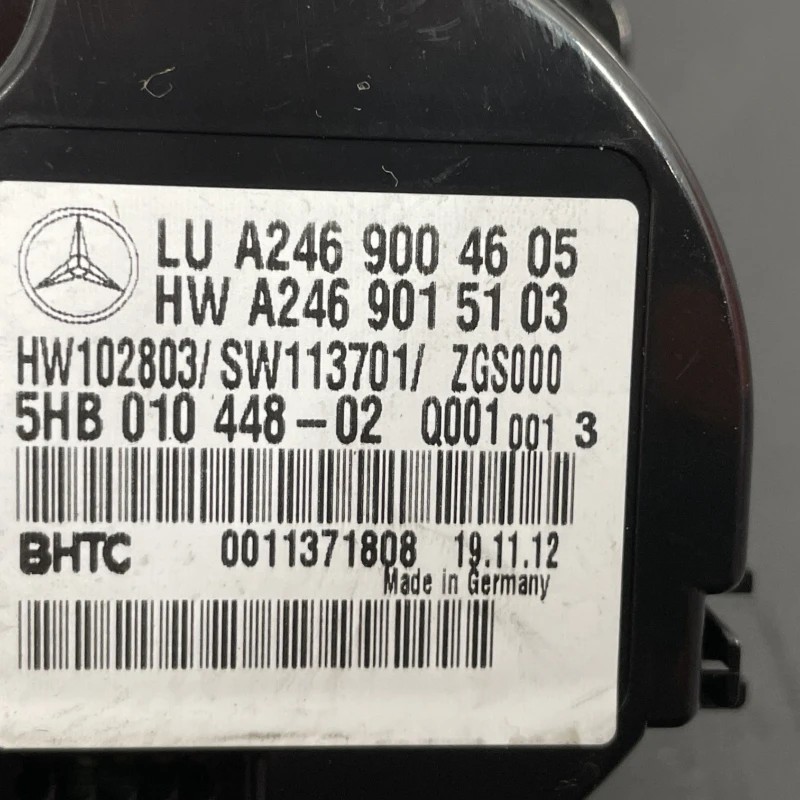 LU A246 900 46 05
HW A246 901 51 03
HW102803/ SW113701/ ZGS000
5HB 010 448-02 Q001 001 3
BHTC 0011371808 19.11.12
Made in Germany